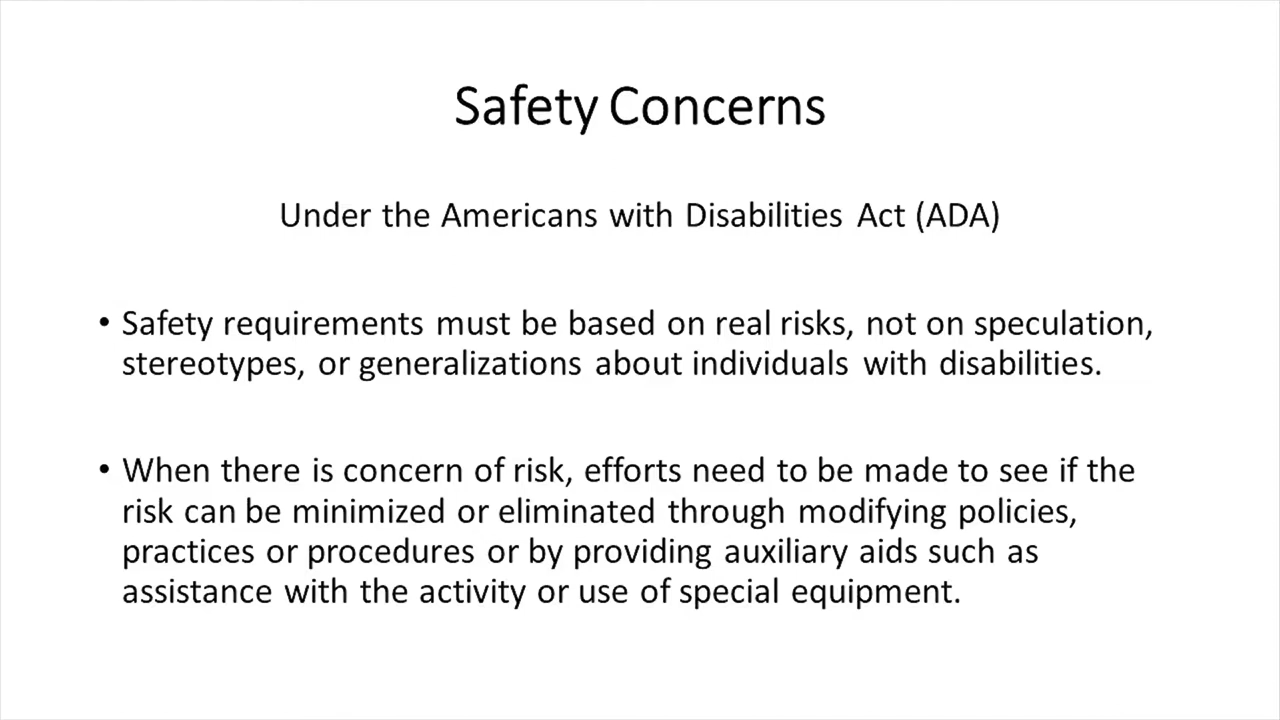 Safety Concerns
Under the Americans with Disabilities Act (ADA)
• Safety requirements must be based on real risks, not on speculation,
stereotypes, or generalizations about individuals with disabilities.
• When there is concern of risk, efforts need to be made to see if the
risk can be minimized or eliminated through modifying policies,
practices or procedures or by providing auxiliary aids such as
assistance with the activity or use of special equipment.